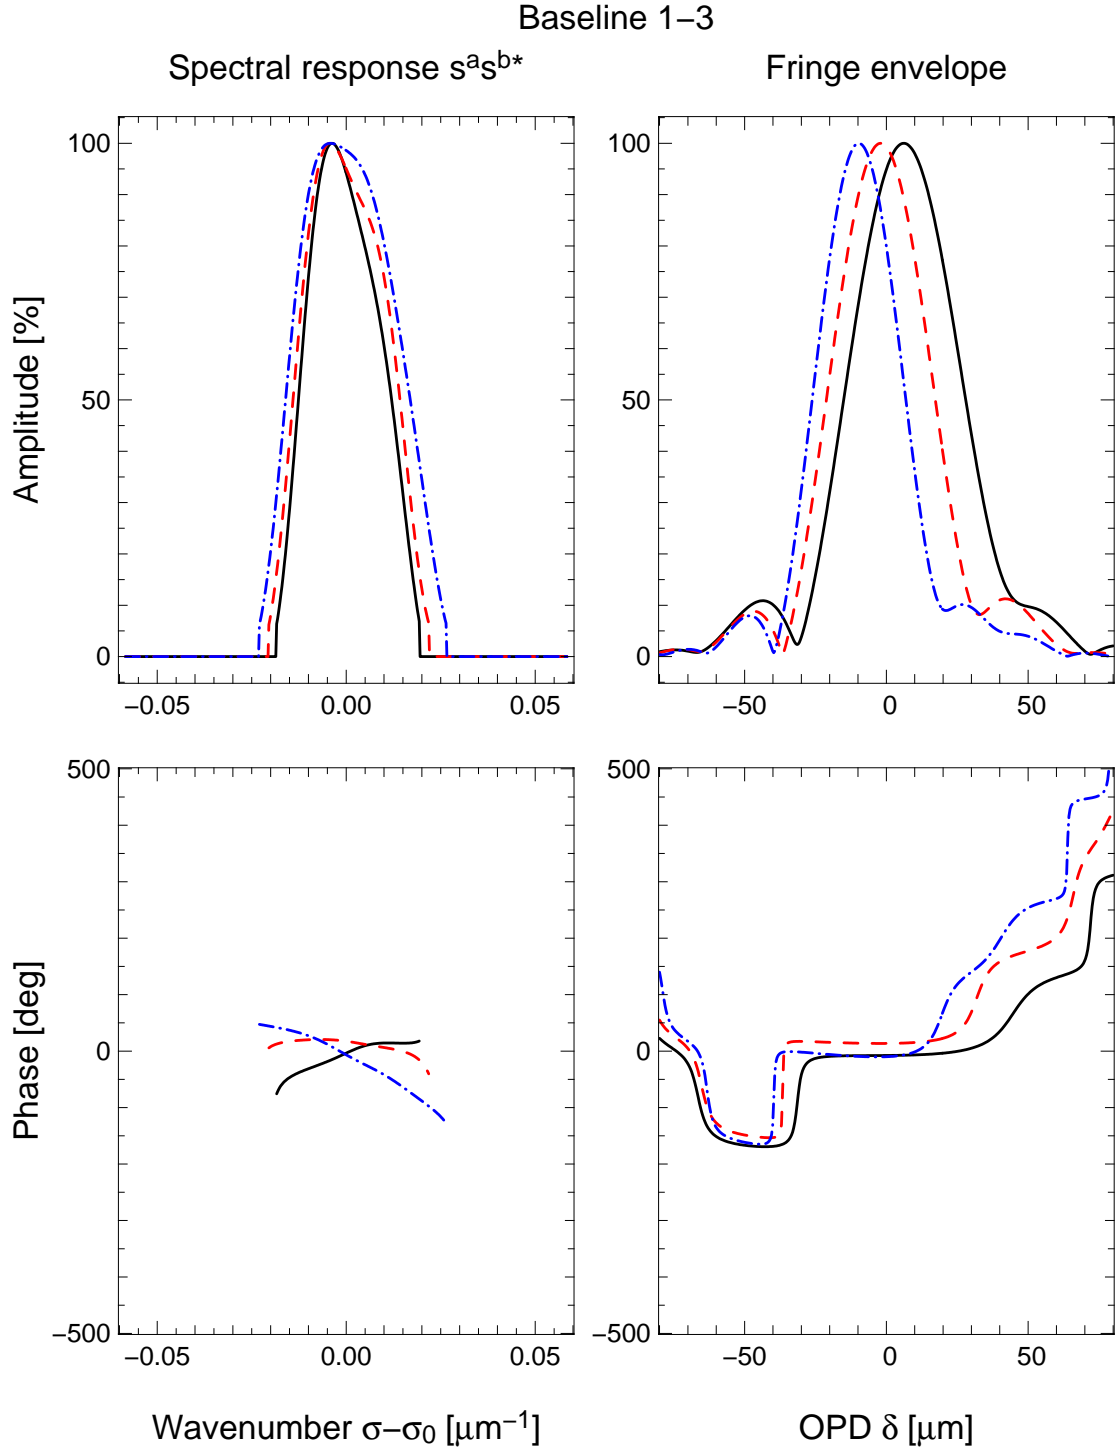 Baseline 1−3
Spectral response sᵃsᵇ* Fringe envelope
Amplitude [%]
100
50
0
−0.05 0.00 0.05
100
50
0
−50 0 50
Phase [deg]
500
0
−500
−0.05 0.00 0.05
500
0
−500
−50 0 50
Wavenumber σ−σ₀ [μm⁻¹] OPD δ [μm]